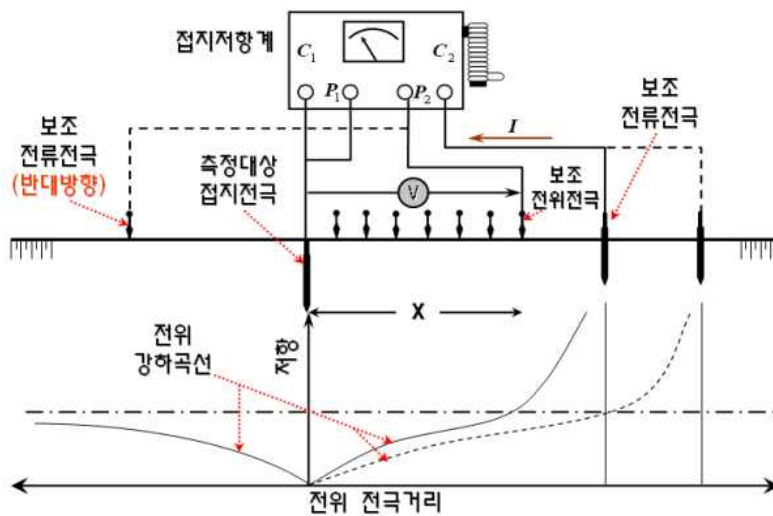 접지저항계
C1
C2
P1
P2
I
보조
전류전극
(반대방향)
측정대상
접지전극
V
보조
전위전극
보조
전류전극
X
전위
강하곡선
저항
전위 전극거리